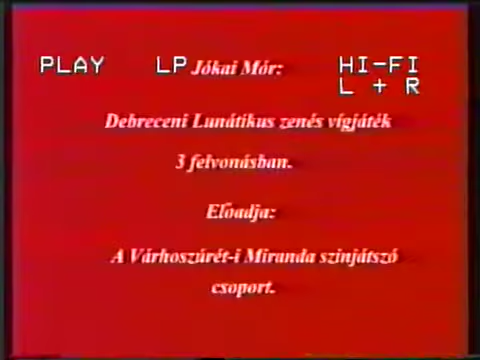 PLAY LP HI-FI
L + R
Jókai Mór:
Debreceni Lunátikus zenés vígjáték
3 felvonásban.
Előadja:
A Várhoszúrét-i Miranda szinjátszó
csoport.